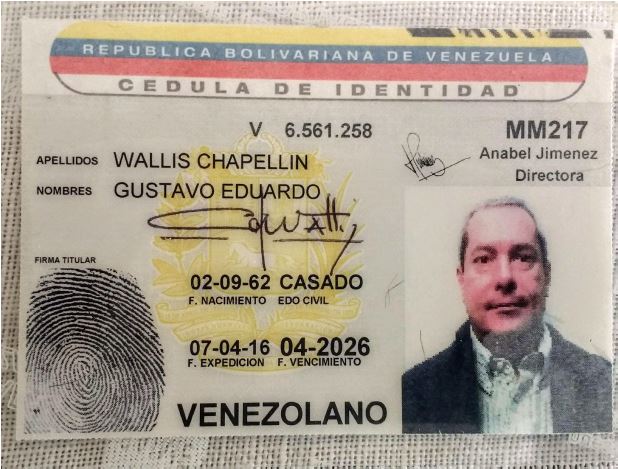 REPUBLICA BOLIVARIANA DE VENEZUELA
CEDULA DE IDENTIDAD
V 6.561.258
MM217
Anabel Jimenez
Directora
APELLIDOS WALLIS CHAPELLIN
NOMBRES GUSTAVO EDUARDO
FIRMA TITULAR
02-09-62 CASADO
F. NACIMIENTO EDO CIVIL
07-04-16 04-2026
F. EXPEDICION F. VENCIMIENTO
VENEZOLANO